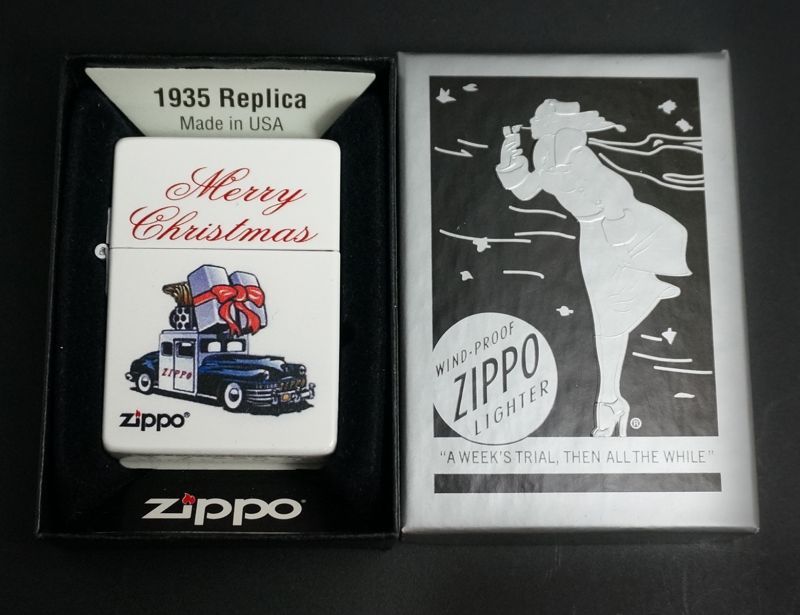 1935 Replica
Made in USA
Merry
Christmas
ZIPPO
zippo®
zippo®
WIND-PROOF
ZIPPO
LIGHTER
®
"A WEEK'S TRIAL, THEN ALL THE WHILE"